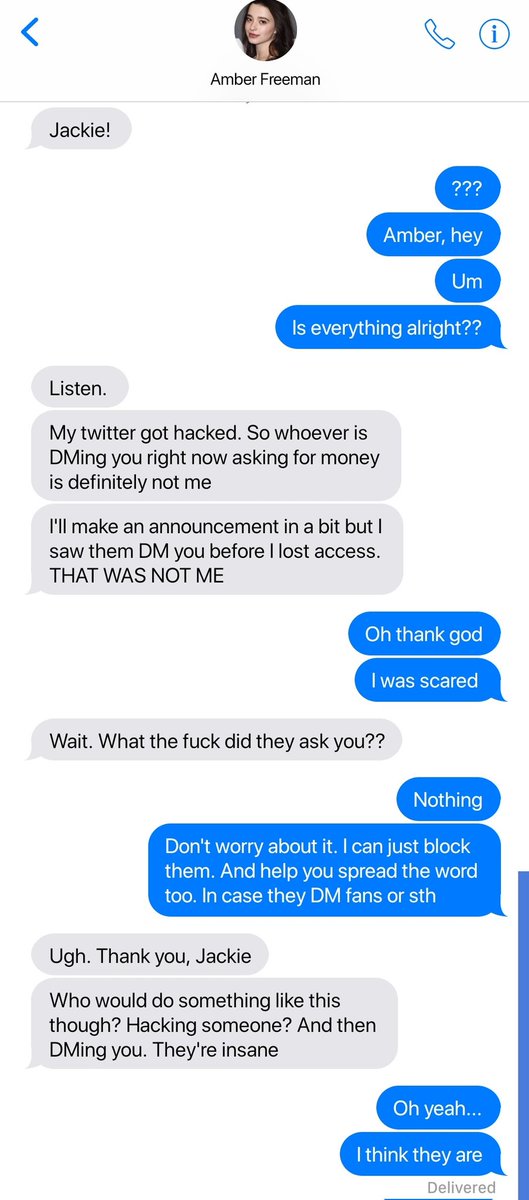 Amber Freeman
Jackie!
???
Amber, hey
Um
Is everything alright??
Listen.
My twitter got hacked. So whoever is
DMing you right now asking for money
is definitely not me
I'll make an announcement in a bit but I
saw them DM you before I lost access.
THAT WAS NOT ME
Oh thank god
I was scared
Wait. What the fuck did they ask you??
Nothing
Don't worry about it. I can just block
them. And help you spread the word
too. In case they DM fans or sth
Ugh. Thank you, Jackie
Who would do something like this
though? Hacking someone? And then
DMing you. They're insane
Oh yeah...
I think they are
Delivered